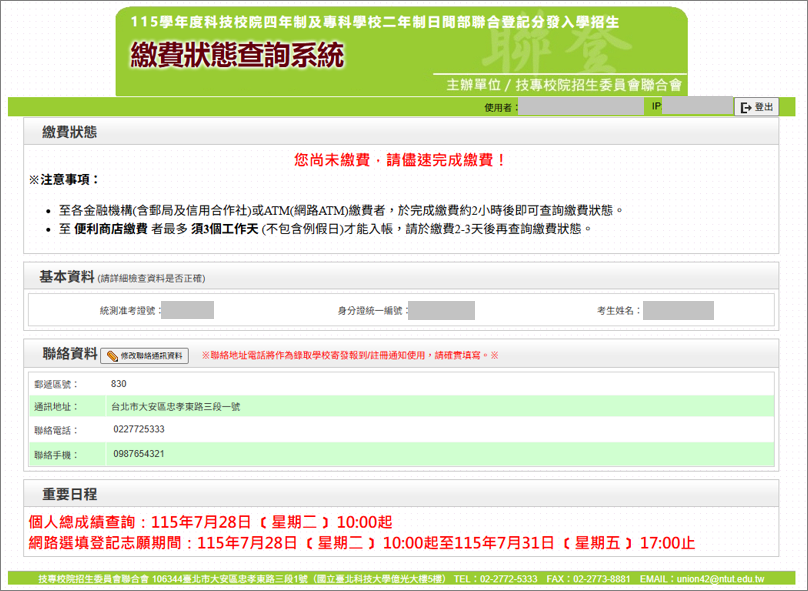 115學年度科技校院四年制及專科學校二年制日間部聯合登記分發入學招生
繳費狀態查詢系統
聯登
主辦單位／技專校院招生委員會聯合會
使用者： IP 登出
繳費狀態
您尚未繳費，請儘速完成繳費！
※注意事項：
• 至各金融機構(含郵局及信用合作社)或ATM(網路ATM)繳費者，於完成繳費約2小時後即可查詢繳費狀態。
• 至 便利商店繳費 者最多 須3個工作天 (不包含例假日)才能入帳，請於繳費2-3天後再查詢繳費狀態。
基本資料 (請詳細檢查資料是否正確)
統測准考證號： 身分證統一編號： 考生姓名：
聯絡資料 修改聯絡通訊資料 ※聯絡地址電話將作為錄取學校寄發報到/註冊通知使用，請確實填寫。※
郵遞區號： 830
通訊地址： 台北市大安區忠孝東路三段一號
聯絡電話： 0227725333
聯絡手機： 0987654321
重要日程
個人總成績查詢：115年7月28日﹝星期二﹞10:00起
網路選填登記志願期間：115年7月28日﹝星期二﹞10:00起至115年7月31日﹝星期五﹞17:00止
技專校院招生委員會聯合會 106344臺北市大安區忠孝東路三段1號（國立臺北科技大學億光大樓5樓） TEL：02-2772-5333 FAX：02-2773-8881 EMAIL：union42@ntut.edu.tw